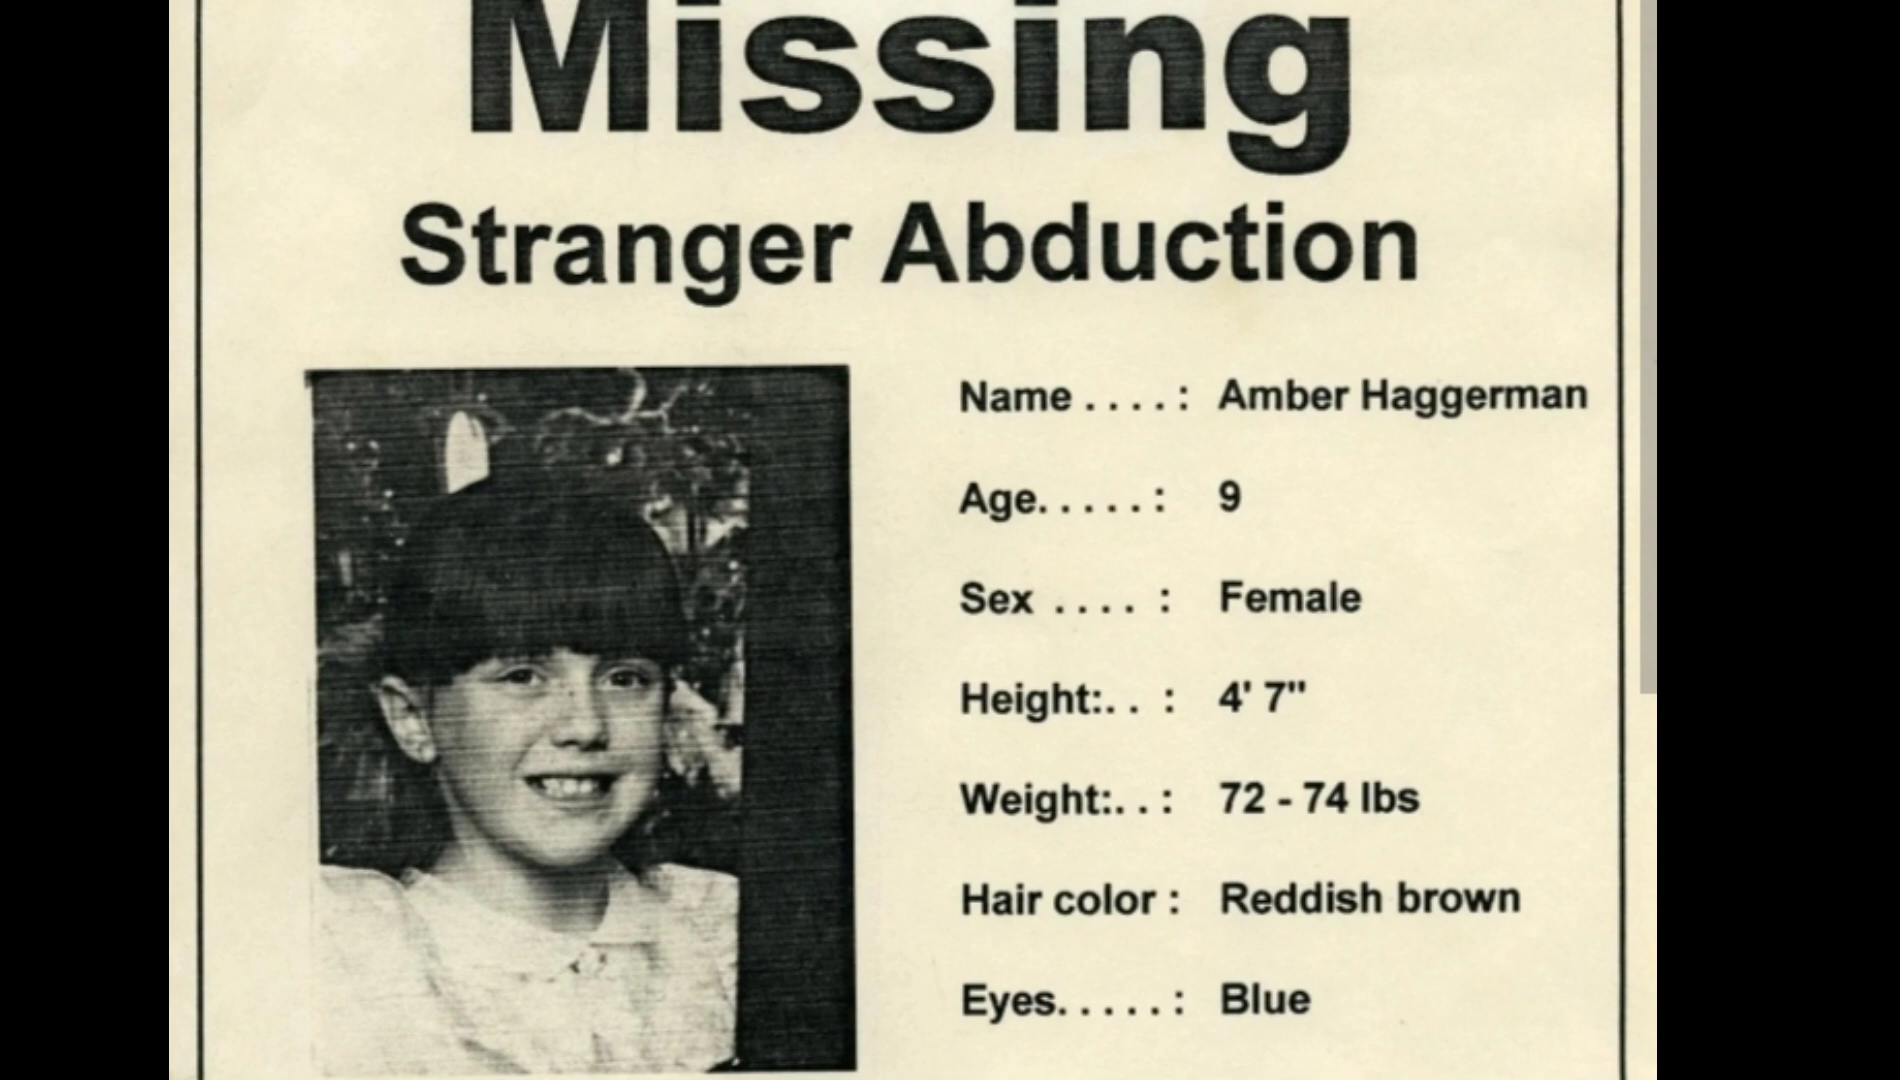 Missing
Stranger Abduction
Name . . . . : Amber Haggerman
Age. . . . . : 9
Sex . . . . : Female
Height:. . : 4' 7"
Weight:. . : 72 - 74 lbs
Hair color : Reddish brown
Eyes. . . . . : Blue